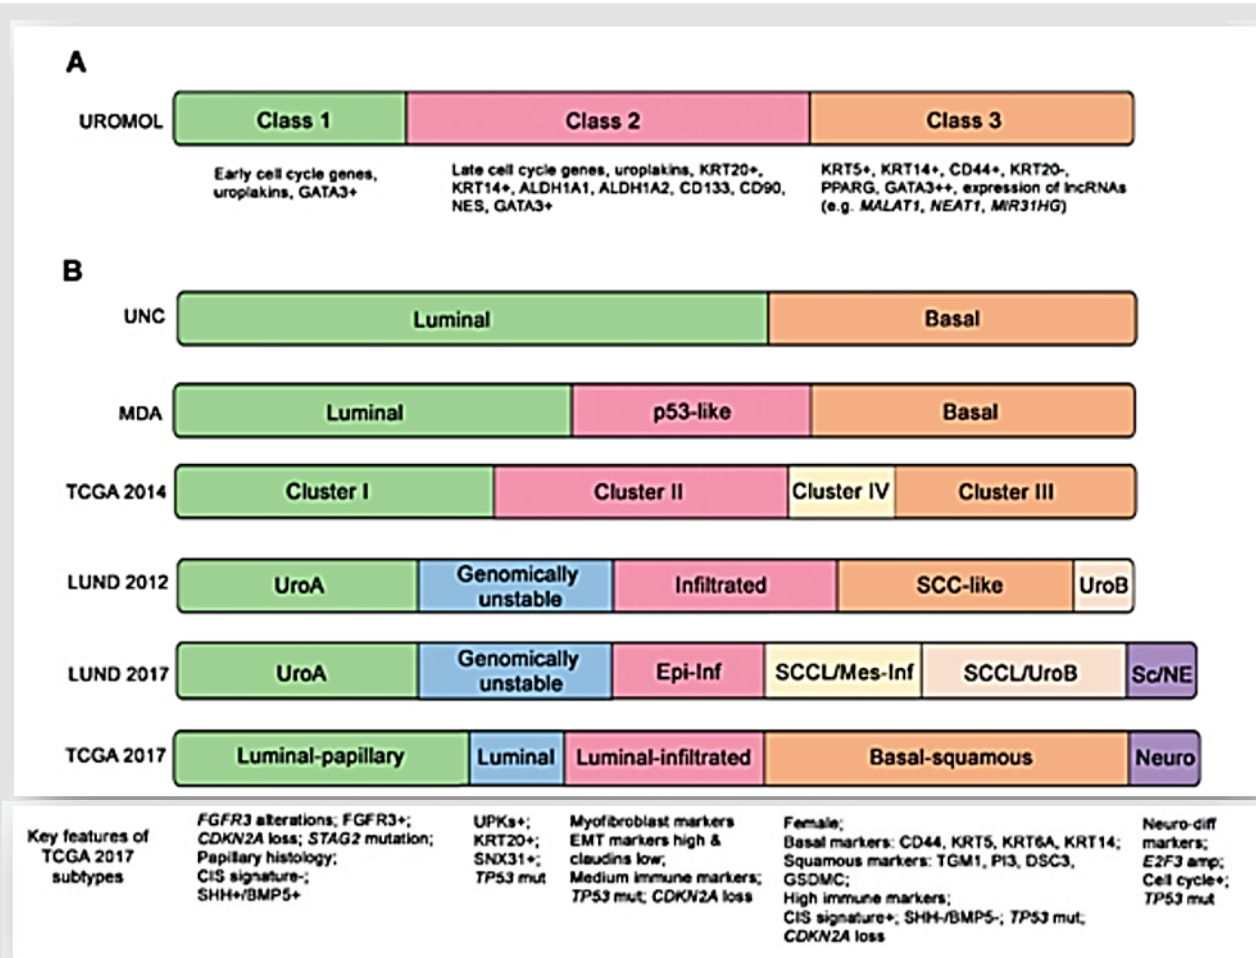 A
UROMOL
Class 1
Class 2
Class 3
Early cell cycle genes,
uroplakins, GATA3+
Late cell cycle genes, uroplakins, KRT20+,
KRT14+, ALDH1A1, ALDH1A2, CD133, CD90,
NES, GATA3+
KRT5+, KRT14+, CD44+, KRT20-,
PPARG, GATA3++, expression of lncRNAs
(e.g. MALAT1, NEAT1, MIR31HG)
B
UNC
Luminal
Basal
MDA
Luminal
p53-like
Basal
TCGA 2014
Cluster I
Cluster II
Cluster IV
Cluster III
LUND 2012
UroA
Genomically
unstable
Infiltrated
SCC-like
UroB
LUND 2017
UroA
Genomically
unstable
Epi-Inf
SCCL/Mes-Inf
SCCL/UroB
Sc/NE
TCGA 2017
Luminal-papillary
Luminal
Luminal-infiltrated
Basal-squamous
Neuro
Key features of
TCGA 2017
subtypes
FGFR3 alterations; FGFR3+;
CDKN2A loss; STAG2 mutation;
Papillary histology;
CIS signature-;
SHH+/BMP5+
UPKs+;
KRT20+;
SNX31+;
TP53 mut
Myofibroblast markers
EMT markers high &
claudins low;
Medium immune markers;
TP53 mut; CDKN2A loss
Female;
Basal markers: CD44, KRT5, KRT6A, KRT14;
Squamous markers: TGM1, PI3, DSC3,
GSDMC;
High immune markers;
CIS signature+; SHH-/BMP5-; TP53 mut;
CDKN2A loss
Neuro-diff
markers;
E2F3 amp;
Cell cycle+;
TP53 mut